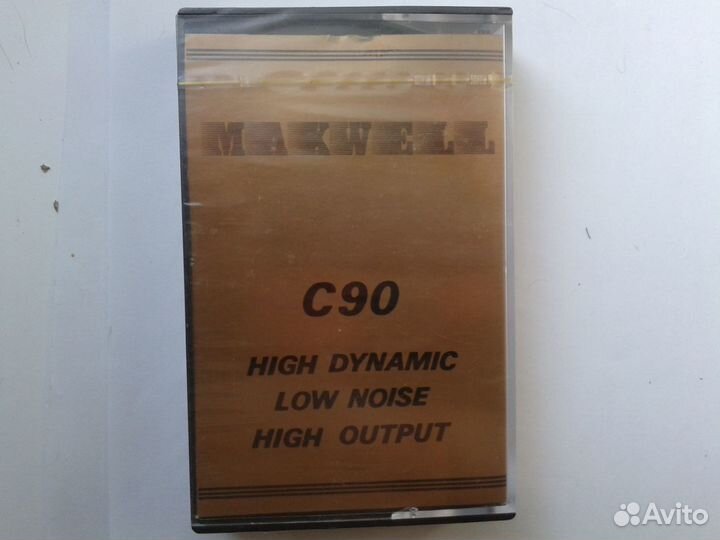 MAKWELL
C90
HIGH DYNAMIC
LOW NOISE
HIGH OUTPUT
Avito